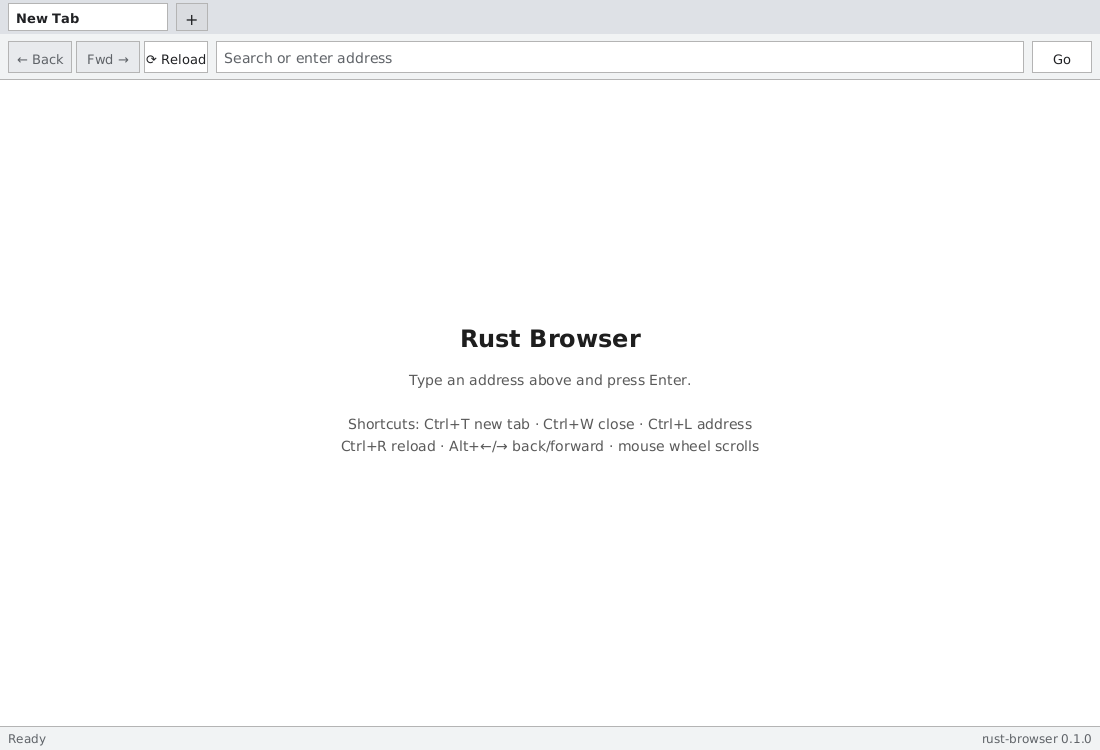 New Tab
+
← Back
Fwd →
⟳ Reload
Search or enter address
Go
Rust Browser
Type an address above and press Enter.
Shortcuts: Ctrl+T new tab · Ctrl+W close · Ctrl+L address
Ctrl+R reload · Alt+←/→ back/forward · mouse wheel scrolls
Ready
rust-browser 0.1.0